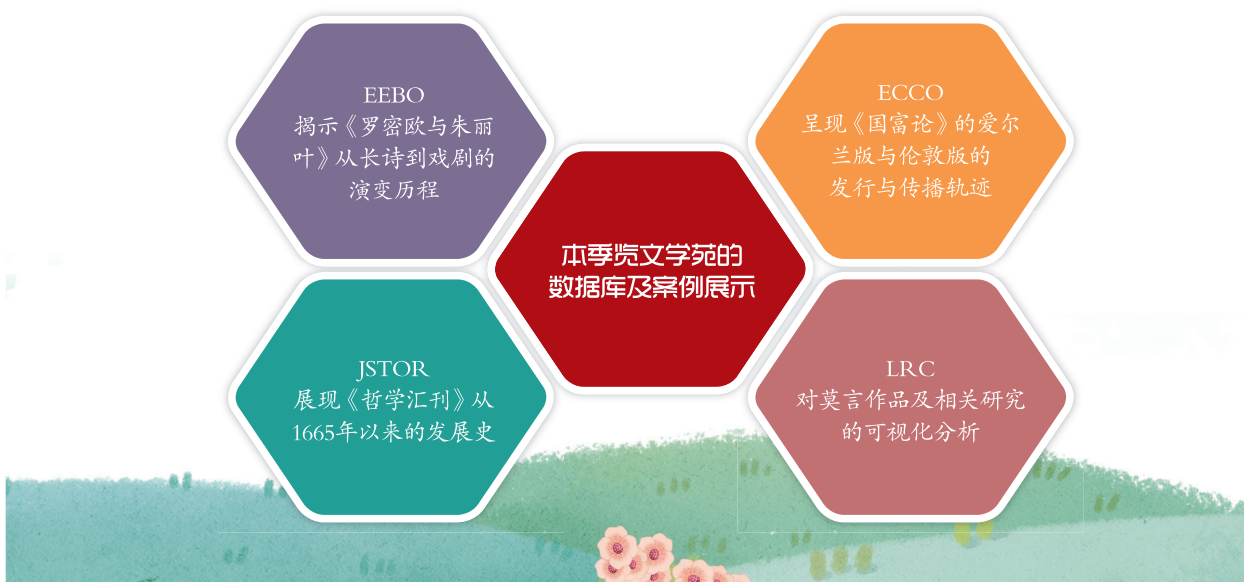 EEBO
揭示《罗密欧与朱丽
叶》从长诗到戏剧的
演变历程
ECCO
呈现《国富论》的爱尔
兰版与伦敦版的
发行与传播轨迹
本季览文学苑的
数据库及案例展示
JSTOR
展现《哲学汇刊》从
1665年以来的发展史
LRC
对莫言作品及相关研究
的可视化分析